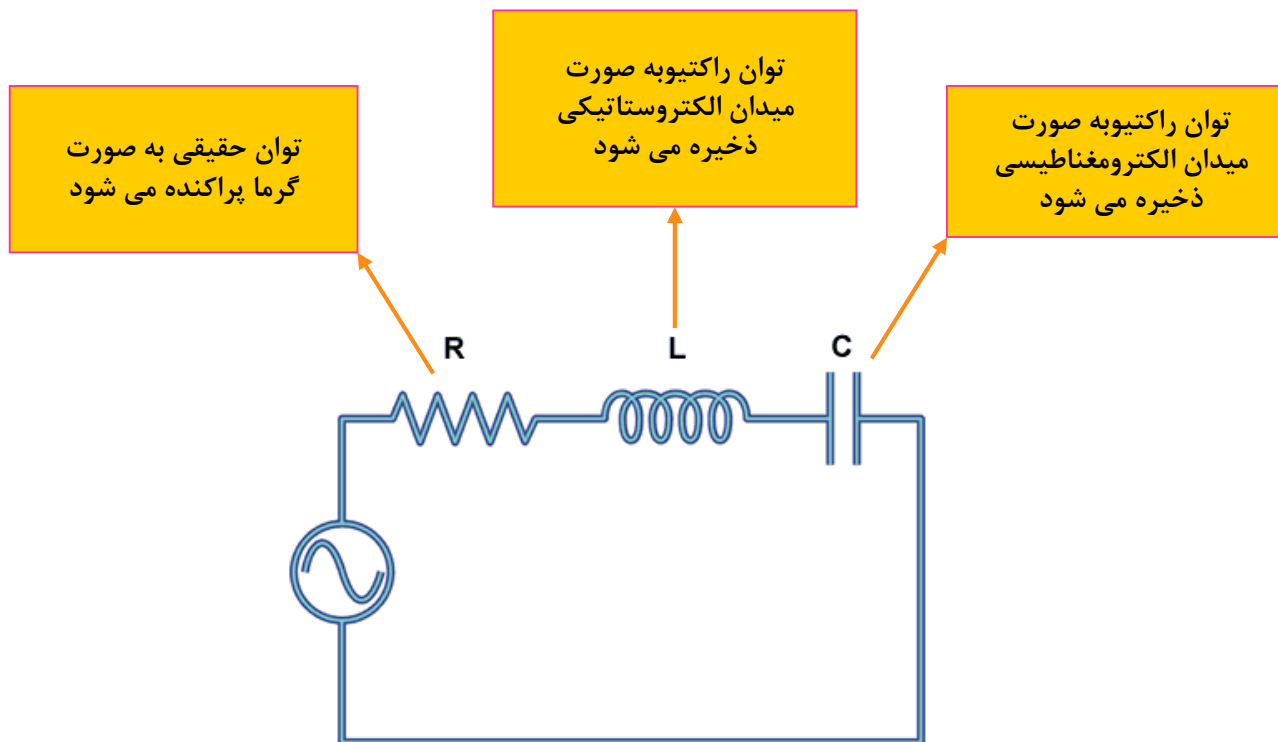 توان حقیقی به صورت
گرما پراکنده می شود
توان راکتیوبه صورت
میدان الکتروستاتیکی
ذخیره می شود
توان راکتیوبه صورت
میدان الکترومغناطیسی
ذخیره می شود
R
L
C